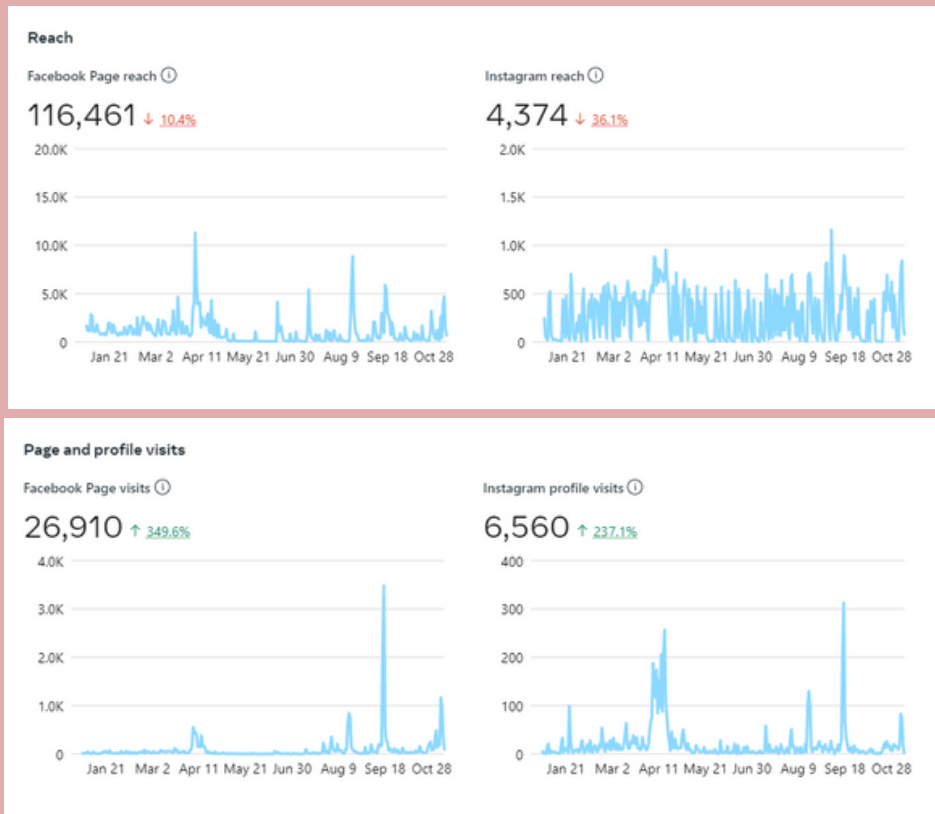 Reach
Facebook Page reach
116,461 ↓ 10.4%
20.0K
15.0K
10.0K
5.0K
0
Jan 21 Mar 2 Apr 11 May 21 Jun 30 Aug 9 Sep 18 Oct 28
Instagram reach
4,374 ↓ 36.1%
2.0K
1.5K
1.0K
500
0
Jan 21 Mar 2 Apr 11 May 21 Jun 30 Aug 9 Sep 18 Oct 28
Page and profile visits
Facebook Page visits
26,910 ↑ 349.6%
4.0K
3.0K
2.0K
1.0K
0
Jan 21 Mar 2 Apr 11 May 21 Jun 30 Aug 9 Sep 18 Oct 28
Instagram profile visits
6,560 ↑ 237.1%
400
300
200
100
0
Jan 21 Mar 2 Apr 11 May 21 Jun 30 Aug 9 Sep 18 Oct 28